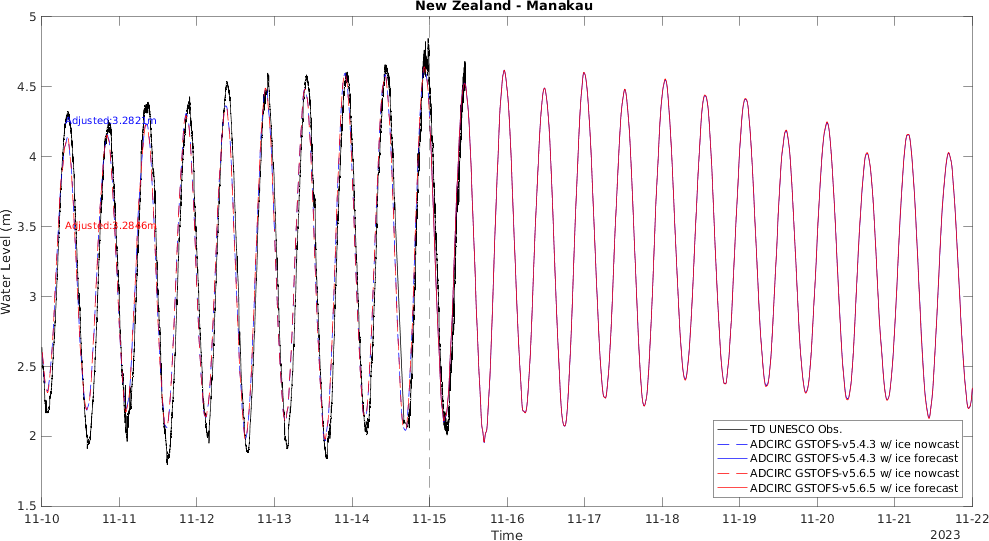 New Zealand - Manakau
Water Level (m)
5
4.5
4
3.5
3
2.5
2
1.5
Adjusted:3.2821m
Adjusted:3.2846m
TD UNESCO Obs.
ADCIRC GSTOFS-v5.4.3 w/ ice nowcast
ADCIRC GSTOFS-v5.4.3 w/ ice forecast
ADCIRC GSTOFS-v5.6.5 w/ ice nowcast
ADCIRC GSTOFS-v5.6.5 w/ ice forecast
11-10 11-11 11-12 11-13 11-14 11-15 11-16 11-17 11-18 11-19 11-20 11-21 11-22
Time
2023